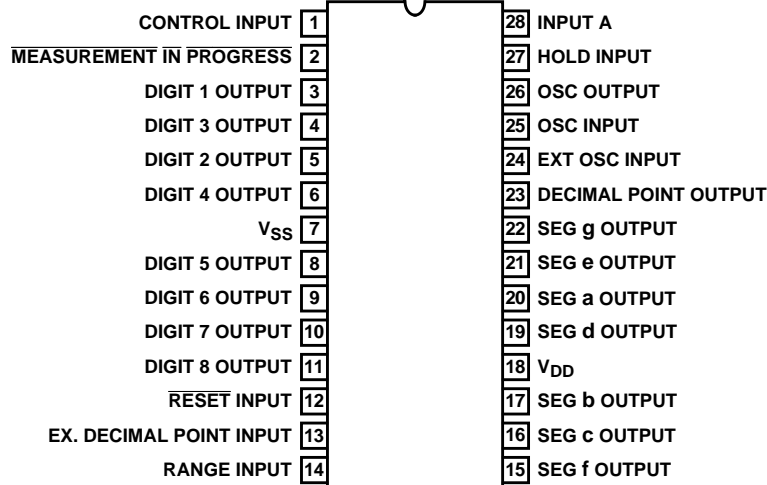 CONTROL INPUT 1 28 INPUT A
MEASUREMENT IN PROGRESS 2 27 HOLD INPUT
DIGIT 1 OUTPUT 3 26 OSC OUTPUT
DIGIT 3 OUTPUT 4 25 OSC INPUT
DIGIT 2 OUTPUT 5 24 EXT OSC INPUT
DIGIT 4 OUTPUT 6 23 DECIMAL POINT OUTPUT
VSS 7 22 SEG g OUTPUT
DIGIT 5 OUTPUT 8 21 SEG e OUTPUT
DIGIT 6 OUTPUT 9 20 SEG a OUTPUT
DIGIT 7 OUTPUT 10 19 SEG d OUTPUT
DIGIT 8 OUTPUT 11 18 VDD
RESET INPUT 12 17 SEG b OUTPUT
EX. DECIMAL POINT INPUT 13 16 SEG c OUTPUT
RANGE INPUT 14 15 SEG f OUTPUT